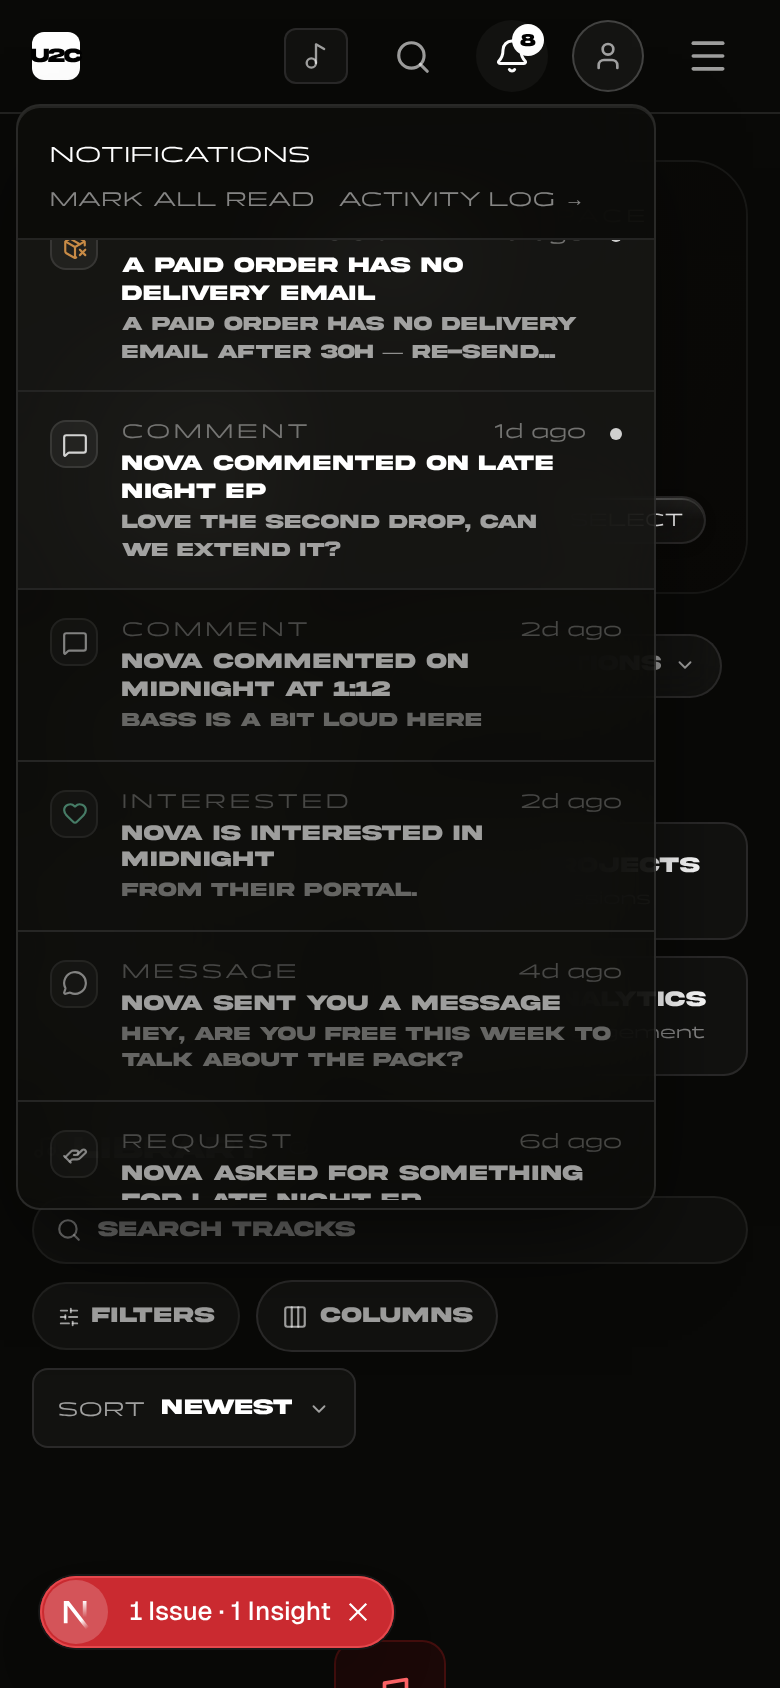 U2C
8
NOTIFICATIONS
MARK ALL READ ACTIVITY LOG →
A PAID ORDER HAS NO
DELIVERY EMAIL
A PAID ORDER HAS NO DELIVERY
EMAIL AFTER 30H — RE-SEND…
COMMENT 1d ago
NOVA COMMENTED ON LATE
NIGHT EP
LOVE THE SECOND DROP, CAN
WE EXTEND IT?
COMMENT 2d ago
NOVA COMMENTED ON
MIDNIGHT AT 1:12
BASS IS A BIT LOUD HERE
INTERESTED 2d ago
NOVA IS INTERESTED IN
MIDNIGHT
FROM THEIR PORTAL.
MESSAGE 4d ago
NOVA SENT YOU A MESSAGE
HEY, ARE YOU FREE THIS WEEK TO
TALK ABOUT THE PACK?
REQUEST 6d ago
NOVA ASKED FOR SOMETHING
FOR LATE NIGHT EP
SEARCH TRACKS
FILTERS COLUMNS
SORT NEWEST
N 1 Issue · 1 Insight